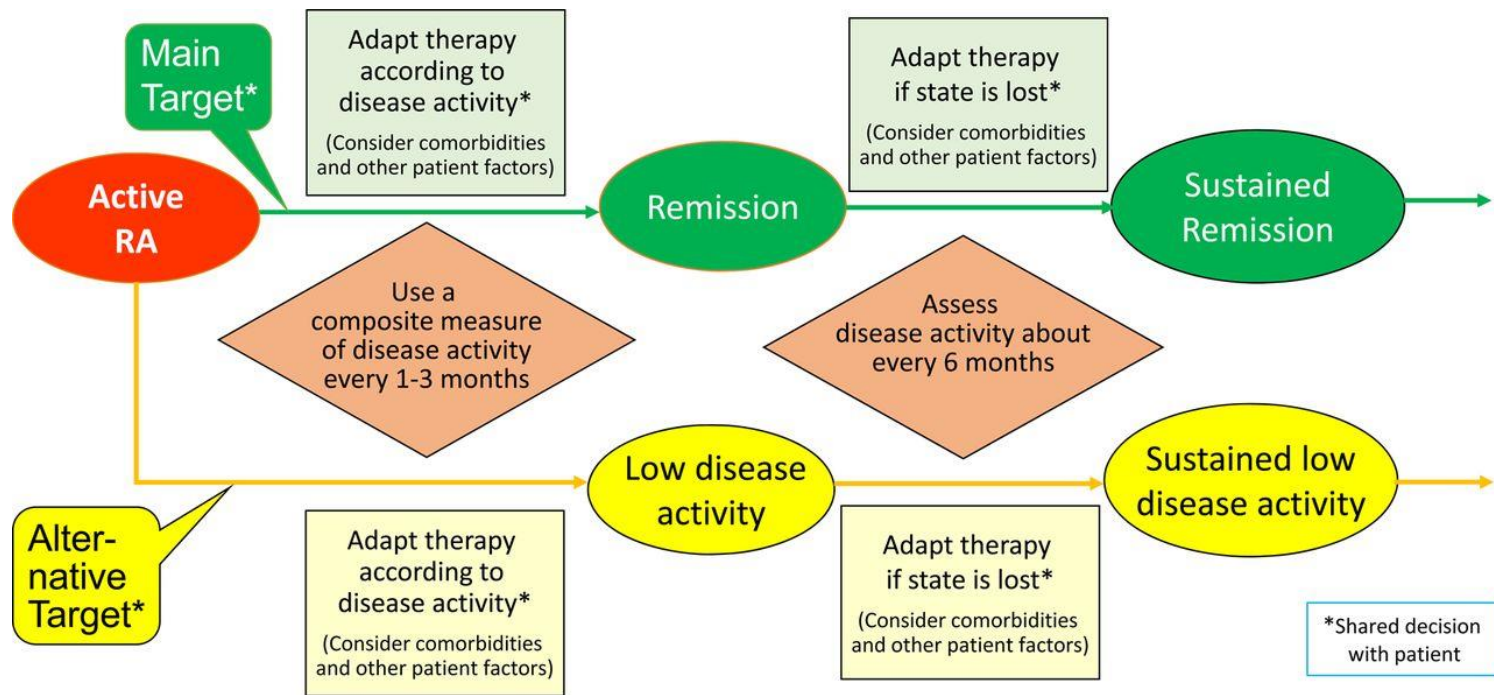 Main
Target*
Adapt therapy
according to
disease activity*
(Consider comorbidities
and other patient factors)
Adapt therapy
if state is lost*
(Consider comorbidities
and other patient factors)
Active
RA
Remission
Sustained
Remission
Use a
composite measure
of disease activity
every 1-3 months
Assess
disease activity about
every 6 months
Low disease
activity
Sustained low
disease activity
Alter-
native
Target*
Adapt therapy
according to
disease activity*
(Consider comorbidities
and other patient factors)
Adapt therapy
if state is lost*
(Consider comorbidities
and other patient factors)
*Shared decision
with patient